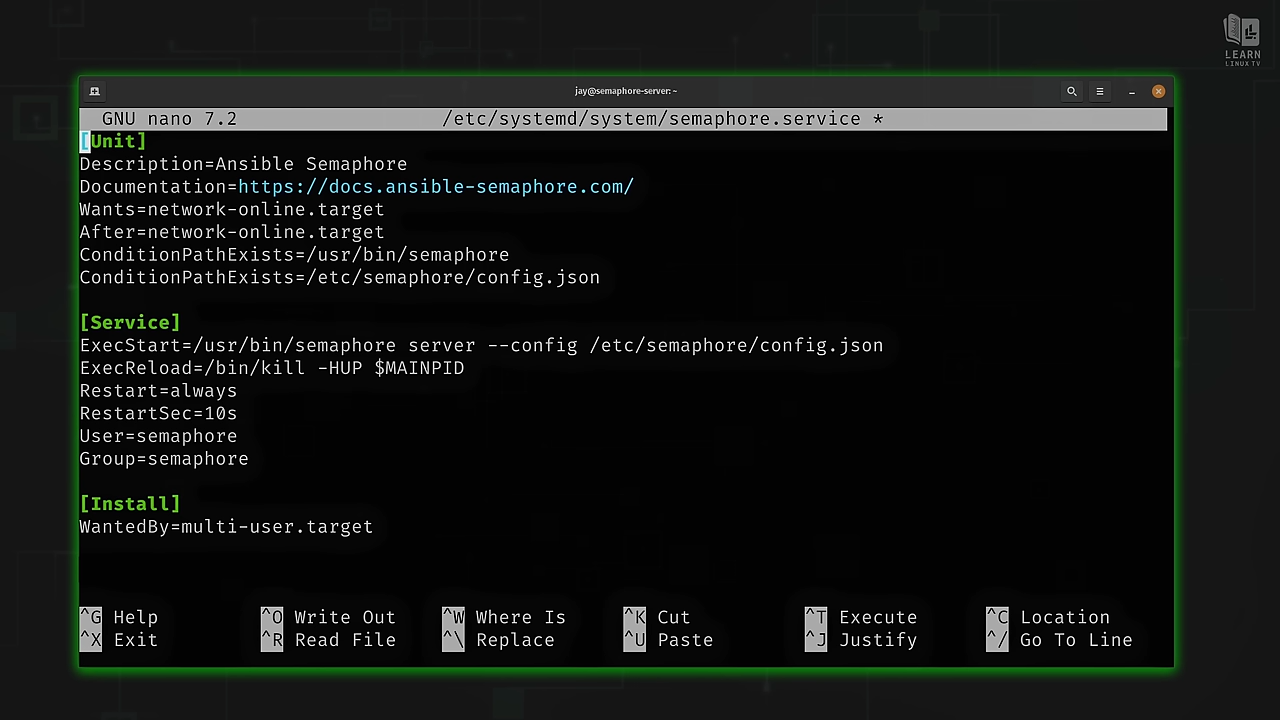 LEARN
LINUX TV
jay@semaphore-server:~
GNU nano 7.2 /etc/systemd/system/semaphore.service *
[Unit]
Description=Ansible Semaphore
Documentation=https://docs.ansible-semaphore.com/
Wants=network-online.target
After=network-online.target
ConditionPathExists=/usr/bin/semaphore
ConditionPathExists=/etc/semaphore/config.json
[Service]
ExecStart=/usr/bin/semaphore server --config /etc/semaphore/config.json
ExecReload=/bin/kill -HUP $MAINPID
Restart=always
RestartSec=10s
User=semaphore
Group=semaphore
[Install]
WantedBy=multi-user.target
^G Help ^O Write Out ^W Where Is ^K Cut ^T Execute ^C Location
^X Exit ^R Read File ^\ Replace ^U Paste ^J Justify ^/ Go To Line